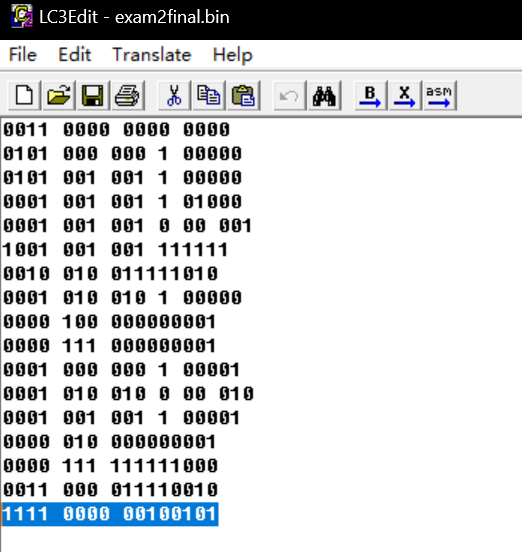 LC3Edit - exam2final.bin
File Edit Translate Help
B X asm
0011 0000 0000 0000
0101 000 000 1 00000
0101 001 001 1 00000
0001 001 001 1 01000
0001 001 001 0 00 001
1001 001 001 111111
0010 010 011111010
0001 010 010 1 00000
0000 100 000000001
0000 111 000000001
0001 000 000 1 00001
0001 010 010 0 00 010
0001 001 001 1 00001
0000 010 000000001
0000 111 111111000
0011 000 011110010
1111 0000 00100101